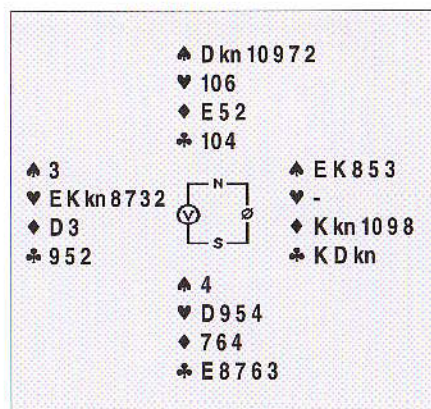 ♠ D kn 10 9 7 2
♥ 10 6
♦ E 5 2
♣ 10 4
♠ 3
♥ E K kn 8 7 3 2
♦ D 3
♣ 9 5 2
N
V Ø
S
♠ E K 8 5 3
♥ -
♦ K kn 10 9 8
♣ K D kn
♠ 4
♥ D 9 5 4
♦ 7 6 4
♣ E 8 7 6 3